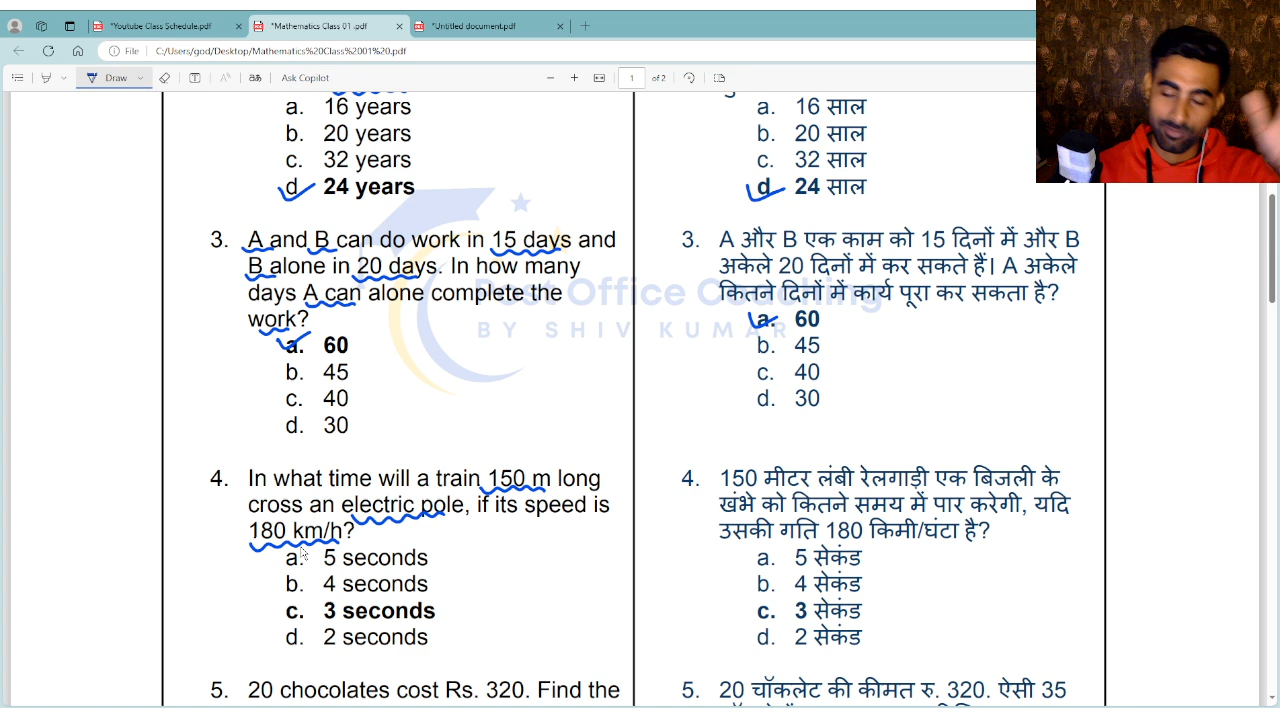 *Youtube Class Schedule.pdf
*Mathematics Class 01 .pdf
*Untitled document.pdf
File
C:/Users/god/Desktop/Mathematics%20Class%2001%20.pdf
Draw
Ask Copilot
1 of 2
a. 16 years
b. 20 years
c. 32 years
d. 24 years
3. A and B can do work in 15 days and
B alone in 20 days. In how many
days A can alone complete the
work?
a. 60
b. 45
c. 40
d. 30
4. In what time will a train 150 m long
cross an electric pole, if its speed is
180 km/h?
a. 5 seconds
b. 4 seconds
c. 3 seconds
d. 2 seconds
5. 20 chocolates cost Rs. 320. Find the
a. 16 साल
b. 20 साल
c. 32 साल
d. 24 साल
3. A और B एक काम को 15 दिनों में और B
अकेले 20 दिनों में कर सकते हैं। A अकेले
कितने दिनों में कार्य पूरा कर सकता है?
a. 60
b. 45
c. 40
d. 30
4. 150 मीटर लंबी रेलगाड़ी एक बिजली के
खंभे को कितने समय में पार करेगी, यदि
उसकी गति 180 किमी/घंटा है?
a. 5 सेकंड
b. 4 सेकंड
c. 3 सेकंड
d. 2 सेकंड
5. 20 चॉकलेट की कीमत रु. 320. ऐसी 35
Post Office Coaching
BY SHIV KUMAR